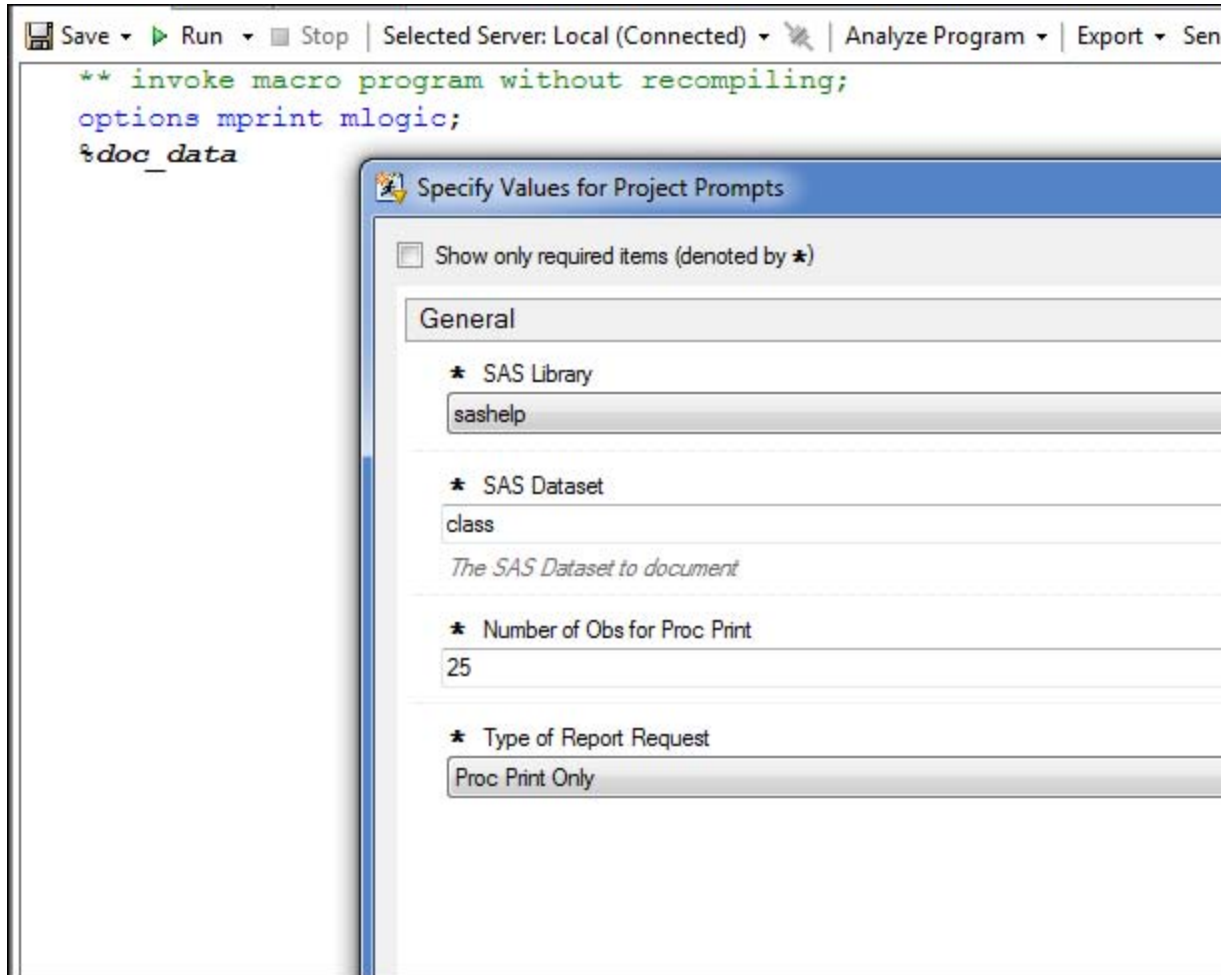 Save Run Stop Selected Server: Local (Connected) Analyze Program Export Sen
** invoke macro program without recompiling;
options mprint mlogic;
%doc_data
Specify Values for Project Prompts
Show only required items (denoted by *)
General
* SAS Library
sashelp
* SAS Dataset
class
The SAS Dataset to document
* Number of Obs for Proc Print
25
* Type of Report Request
Proc Print Only